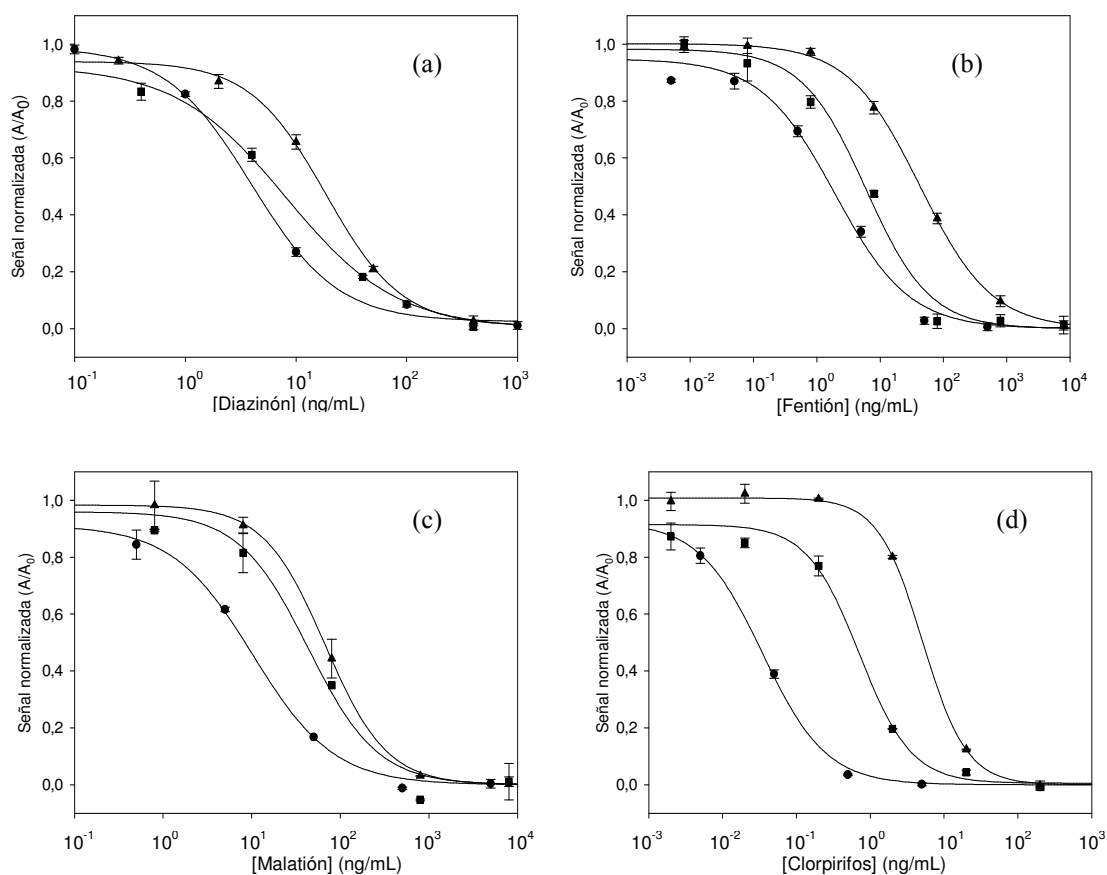 1,0
0,8
0,6
0,4
0,2
0,0
Señal normalizada (A/A0)
(a)
10-1 100 101 102 103
[Diazinón] (ng/mL)
1,0
0,8
0,6
0,4
0,2
0,0
Señal normalizada (A/A0)
(b)
10-3 10-2 10-1 100 101 102 103 104
[Fentión] (ng/mL)
1,0
0,8
0,6
0,4
0,2
0,0
Señal normalizada (A/A0)
(c)
10-1 100 101 102 103 104
[Malatión] (ng/mL)
1,0
0,8
0,6
0,4
0,2
0,0
Señal normalizada (A/A0)
(d)
10-3 10-2 10-1 100 101 102 103
[Clorpirifos] (ng/mL)